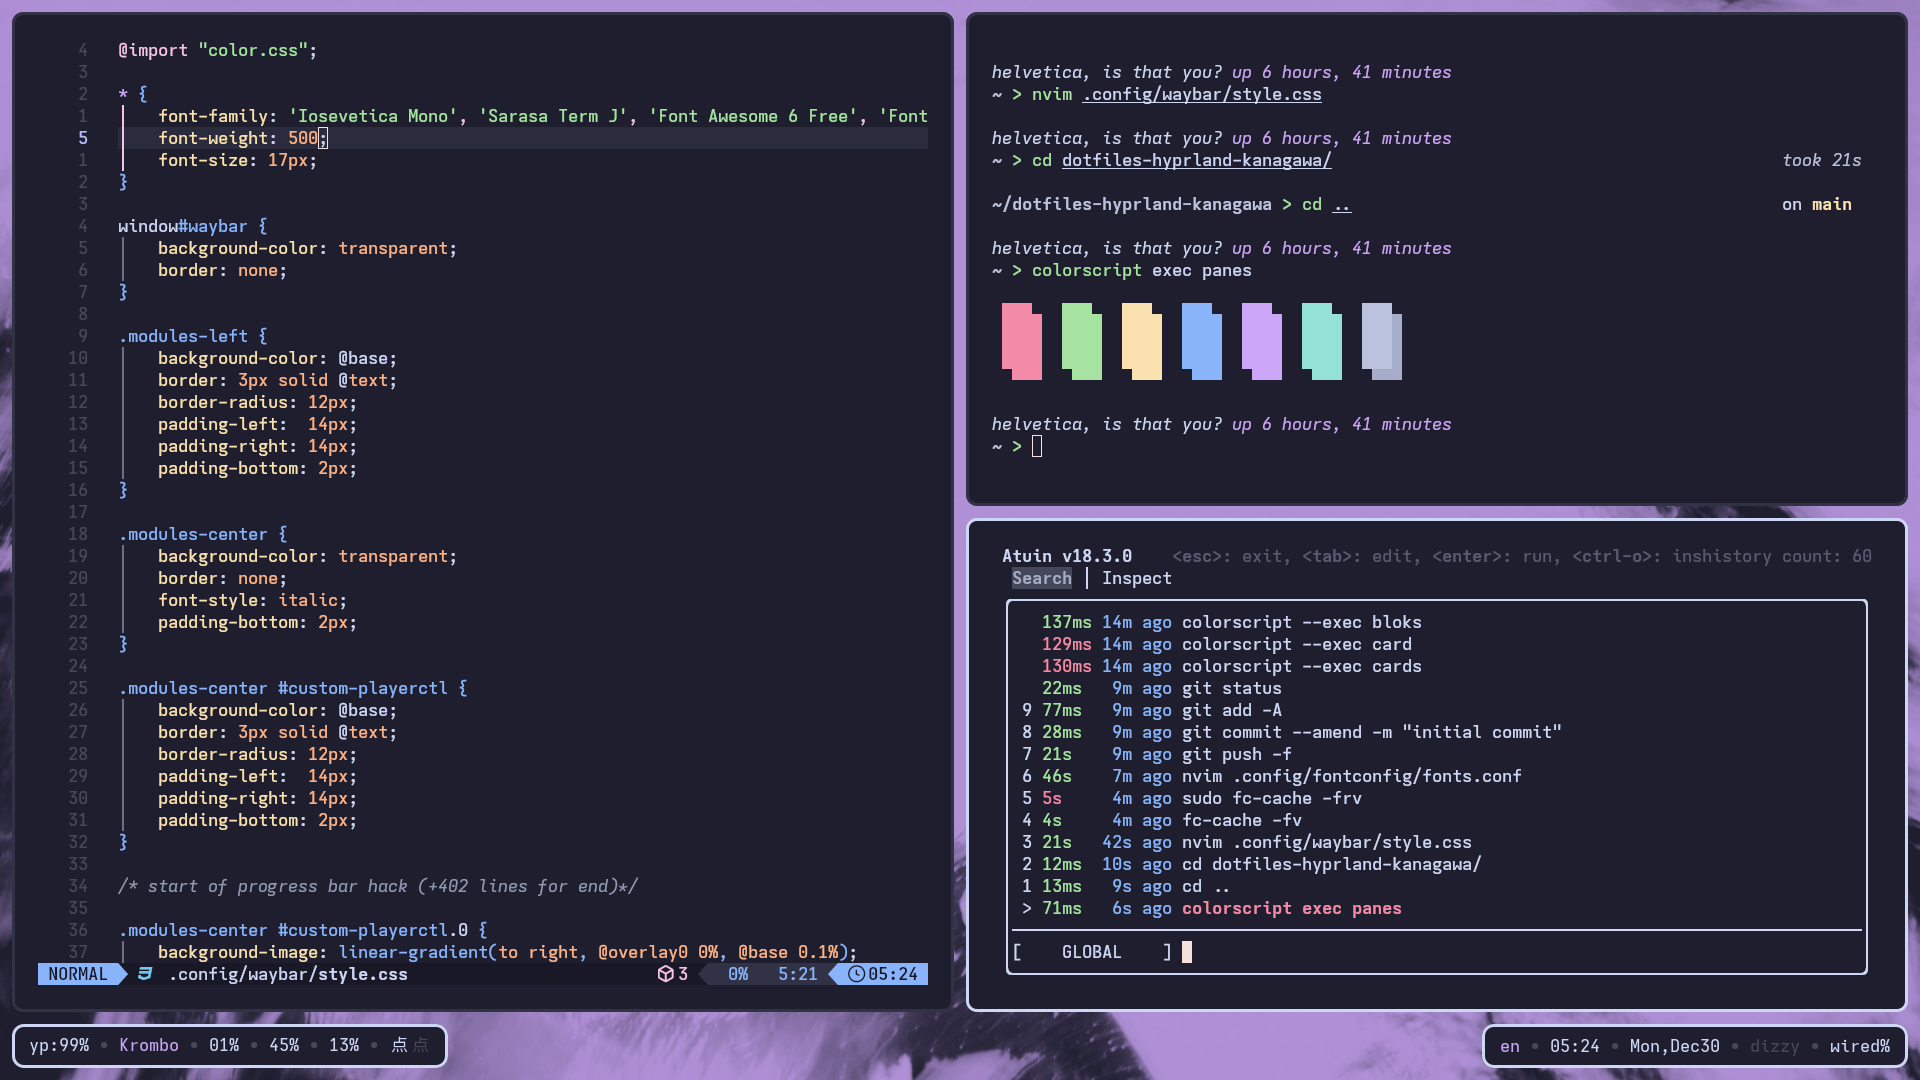 4 @import "color.css";
3
2 * {
1 font-family: 'Iosevetica Mono', 'Sarasa Term J', 'Font Awesome 6 Free', 'Font
5 font-weight: 500;
1 font-size: 17px;
2 }
3
4 window#waybar {
5 background-color: transparent;
6 border: none;
7 }
8
9 .modules-left {
10 background-color: @base;
11 border: 3px solid @text;
12 border-radius: 12px;
13 padding-left:  14px;
14 padding-right: 14px;
15 padding-bottom: 2px;
16 }
17
18 .modules-center {
19 background-color: transparent;
20 border: none;
21 font-style: italic;
22 padding-bottom: 2px;
23 }
24
25 .modules-center #custom-playerctl {
26 background-color: @base;
27 border: 3px solid @text;
28 border-radius: 12px;
29 padding-left:  14px;
30 padding-right: 14px;
31 padding-bottom: 2px;
32 }
33
34 /* start of progress bar hack (+402 lines for end)*/
35
36 .modules-center #custom-playerctl.0 {
37 background-image: linear-gradient(to right, @overlay0 0%, @base 0.1%);
NORMAL .config/waybar/style.css 3 0% 5:21 05:24
helvetica, is that you? up 6 hours, 41 minutes
~ > nvim .config/waybar/style.css
helvetica, is that you? up 6 hours, 41 minutes
~ > cd dotfiles-hyprland-kanagawa/ took 21s
~/dotfiles-hyprland-kanagawa > cd .. on main
helvetica, is that you? up 6 hours, 41 minutes
~ > colorscript exec panes
helvetica, is that you? up 6 hours, 41 minutes
~ >
Atuin v18.3.0 <esc>: exit, <tab>: edit, <enter>: run, <ctrl-o>: inshistory count: 60
Search | Inspect
137ms 14m ago colorscript --exec bloks
129ms 14m ago colorscript --exec card
130ms 14m ago colorscript --exec cards
22ms 9m ago git status
9 77ms 9m ago git add -A
8 28ms 9m ago git commit --amend -m "initial commit"
7 21s 9m ago git push -f
6 46s 7m ago nvim .config/fontconfig/fonts.conf
5 5s 4m ago sudo fc-cache -frv
4 4s 4m ago fc-cache -fv
3 21s 42s ago nvim .config/waybar/style.css
2 12ms 10s ago cd dotfiles-hyprland-kanagawa/
1 13ms 9s ago cd ..
> 71ms 6s ago colorscript exec panes
[ GLOBAL ]
yp:99% • Krombo • 01% • 45% • 13% • 点 点
en • 05:24 • Mon,Dec30 • dizzy • wired%